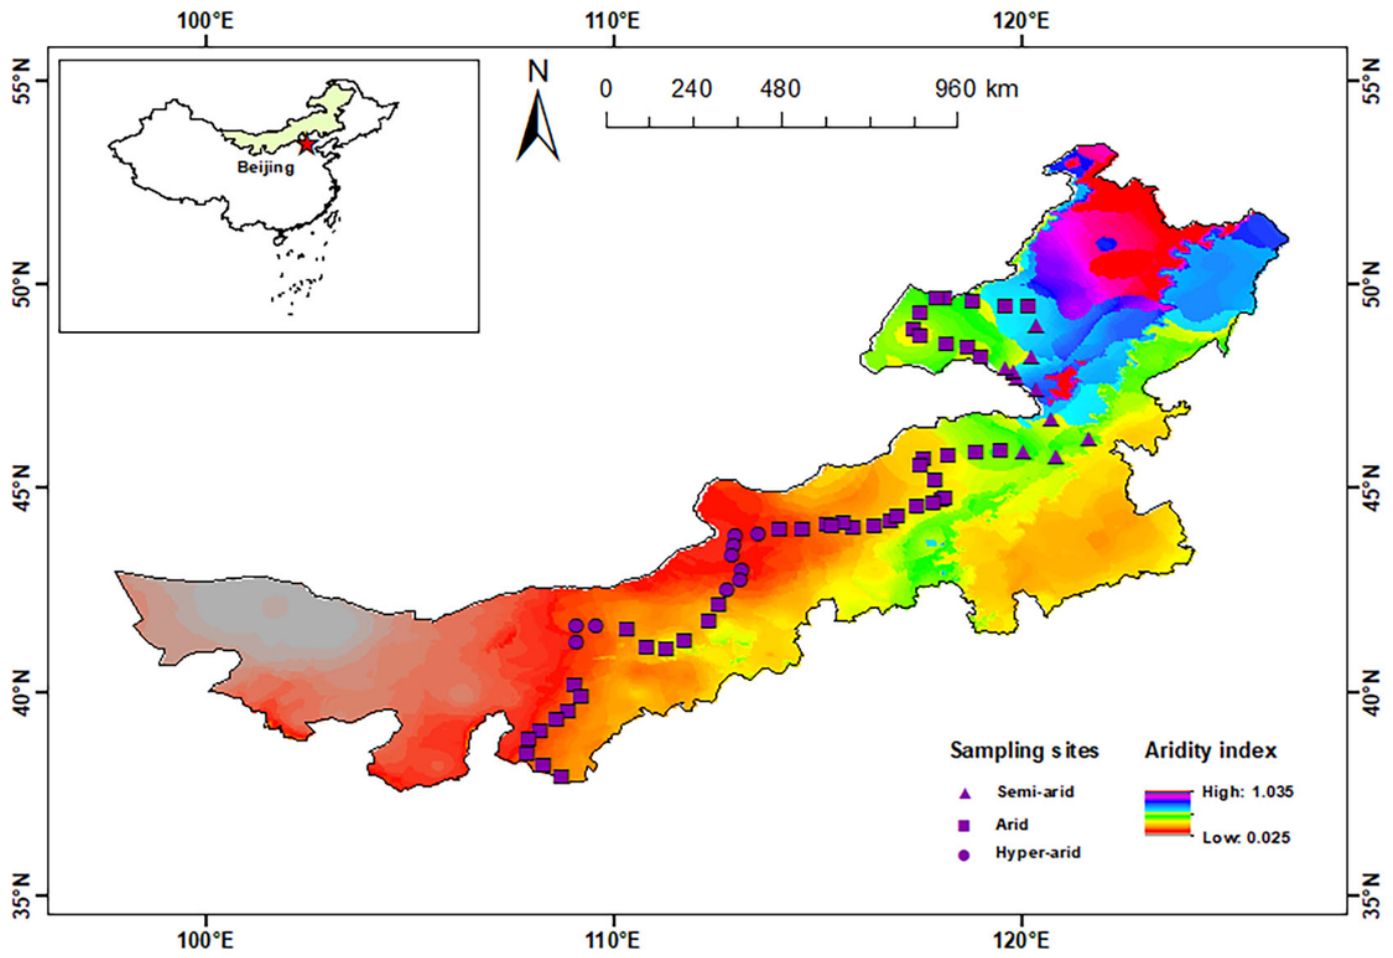 100°E 110°E 120°E
55°N 55°N
N
0 240 480 960 km
Beijing
50°N 50°N
45°N 45°N
40°N 40°N
Sampling sites Aridity index
Semi-arid High: 1.035
Arid
Low: 0.025
Hyper-arid
35°N 35°N
100°E 110°E 120°E